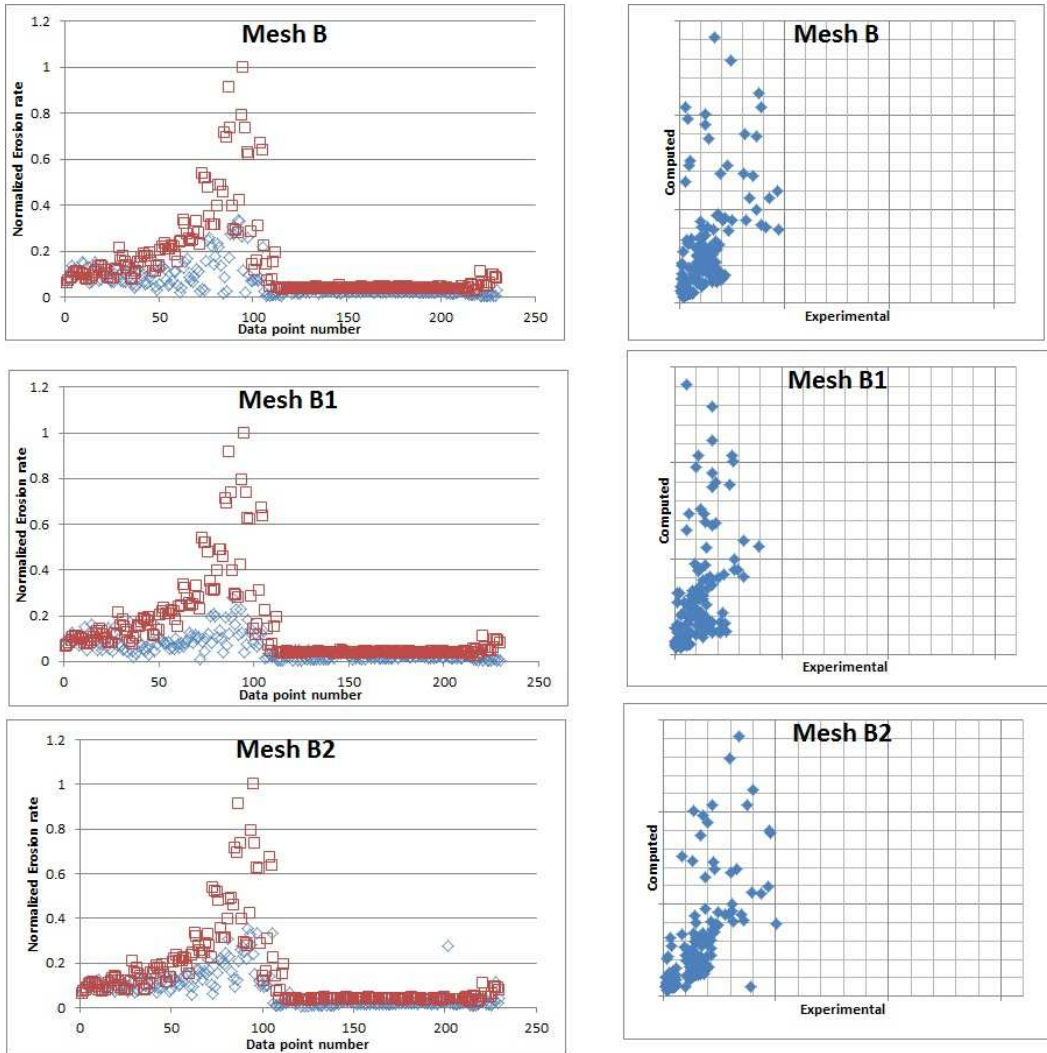 Mesh B
Normalized Erosion rate
1.2
1
0.8
0.6
0.4
0.2
0
0 50 100 150 200 250
Data point number
Mesh B
Computed
Experimental
Mesh B1
Normalized Erosion rate
1.2
1
0.8
0.6
0.4
0.2
0
0 50 100 150 200 250
Data point number
Mesh B1
Computed
Experimental
Mesh B2
Normalized Erosion rate
1.2
1
0.8
0.6
0.4
0.2
0
0 50 100 150 200 250
Data point number
Mesh B2
Computed
Experimental